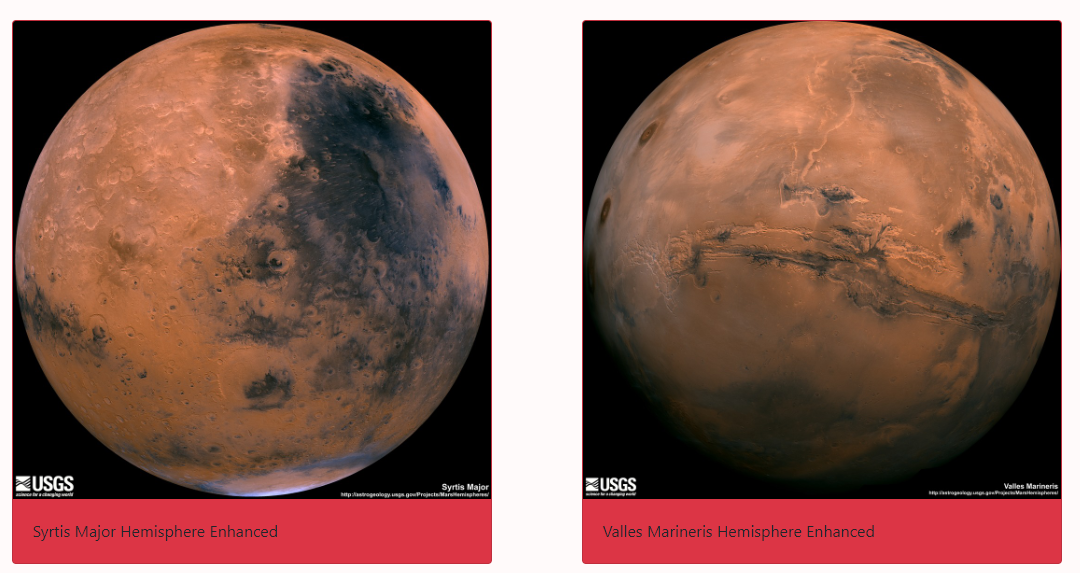 USGS
science for a changing world
Syrtis Major
http://astrogeology.usgs.gov/Projects/MarsHemispheres/
Syrtis Major Hemisphere Enhanced
USGS
science for a changing world
Valles Marineris
http://astrogeology.usgs.gov/Projects/MarsHemispheres/
Valles Marineris Hemisphere Enhanced